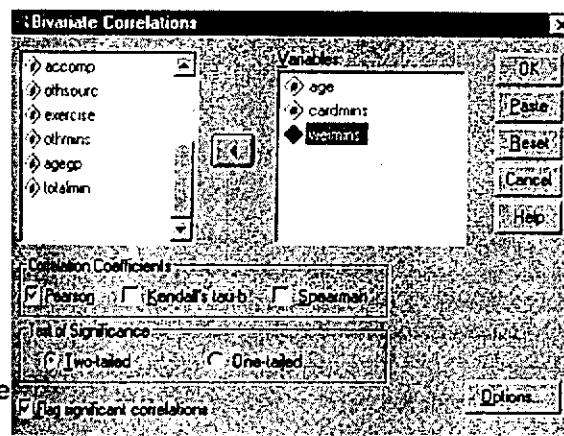 Bivariate Correlations
accomp
othsourc
exercise
othmins
agegp
totalmin
Variables:
age
cardmins
weimins
OK
Paste
Reset
Cancel
Help
Correlation Coefficients
Pearson
Kendall's tau-b
Spearman
Test of Significance
Two-tailed
One-tailed
e
Flag significant correlations
Options...